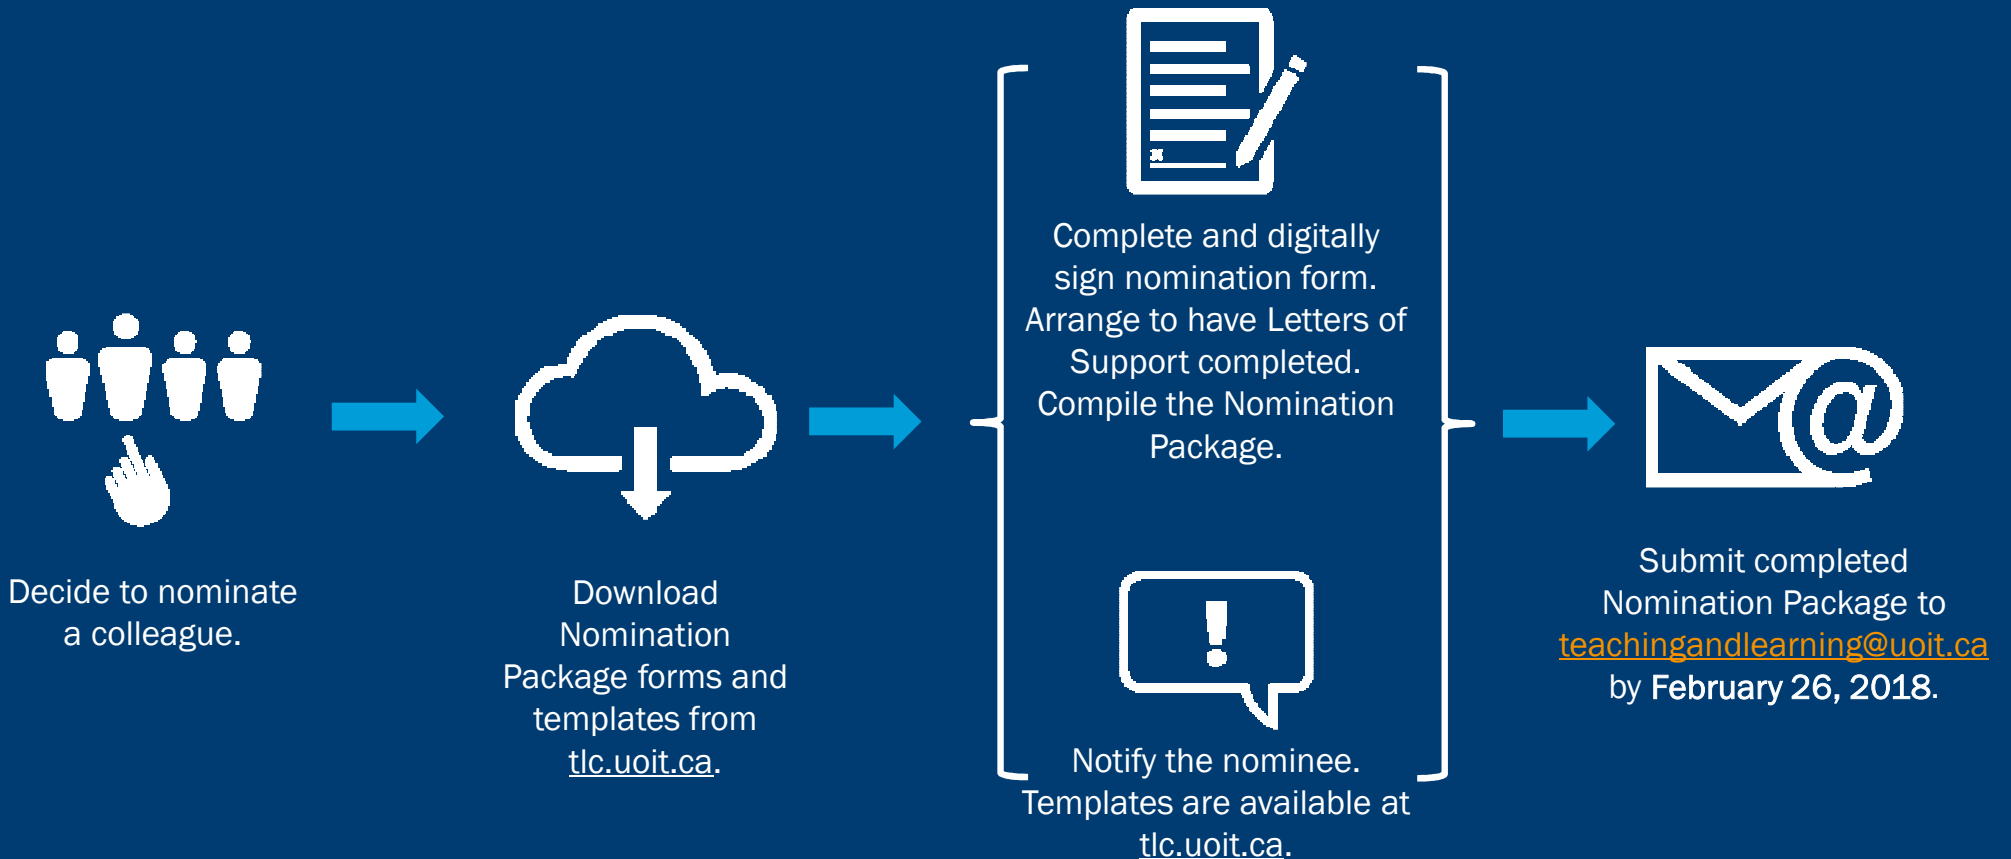 Decide to nominate
a colleague.
Download
Nomination
Package forms and
templates from
tlc.uoit.ca.
Complete and digitally
sign nomination form.
Arrange to have Letters of
Support completed.
Compile the Nomination
Package.
!
Notify the nominee.
Templates are available at
tlc.uoit.ca.
@
Submit completed
Nomination Package to
teachingandlearning@uoit.ca
by February 26, 2018.